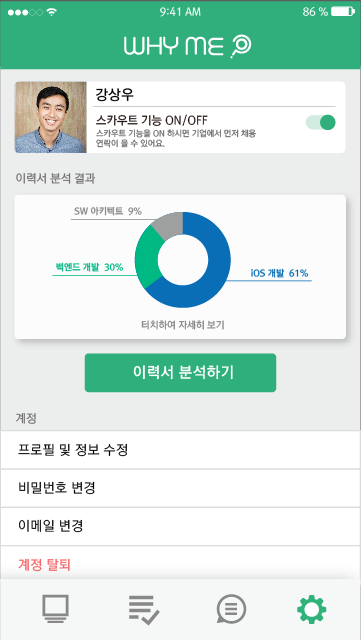 9:41 AM
86 %
WHY ME
강상우
스카우트 기능 ON/OFF
스카우트 기능을 ON 하시면 기업에서 먼저 채용
연락이 올 수 있어요.
이력서 분석 결과
SW 아키텍트 9%
백엔드 개발 30%
iOS 개발 61%
터치하여 자세히 보기
이력서 분석하기
계정
프로필 및 정보 수정
비밀번호 변경
이메일 변경
계정 탈퇴